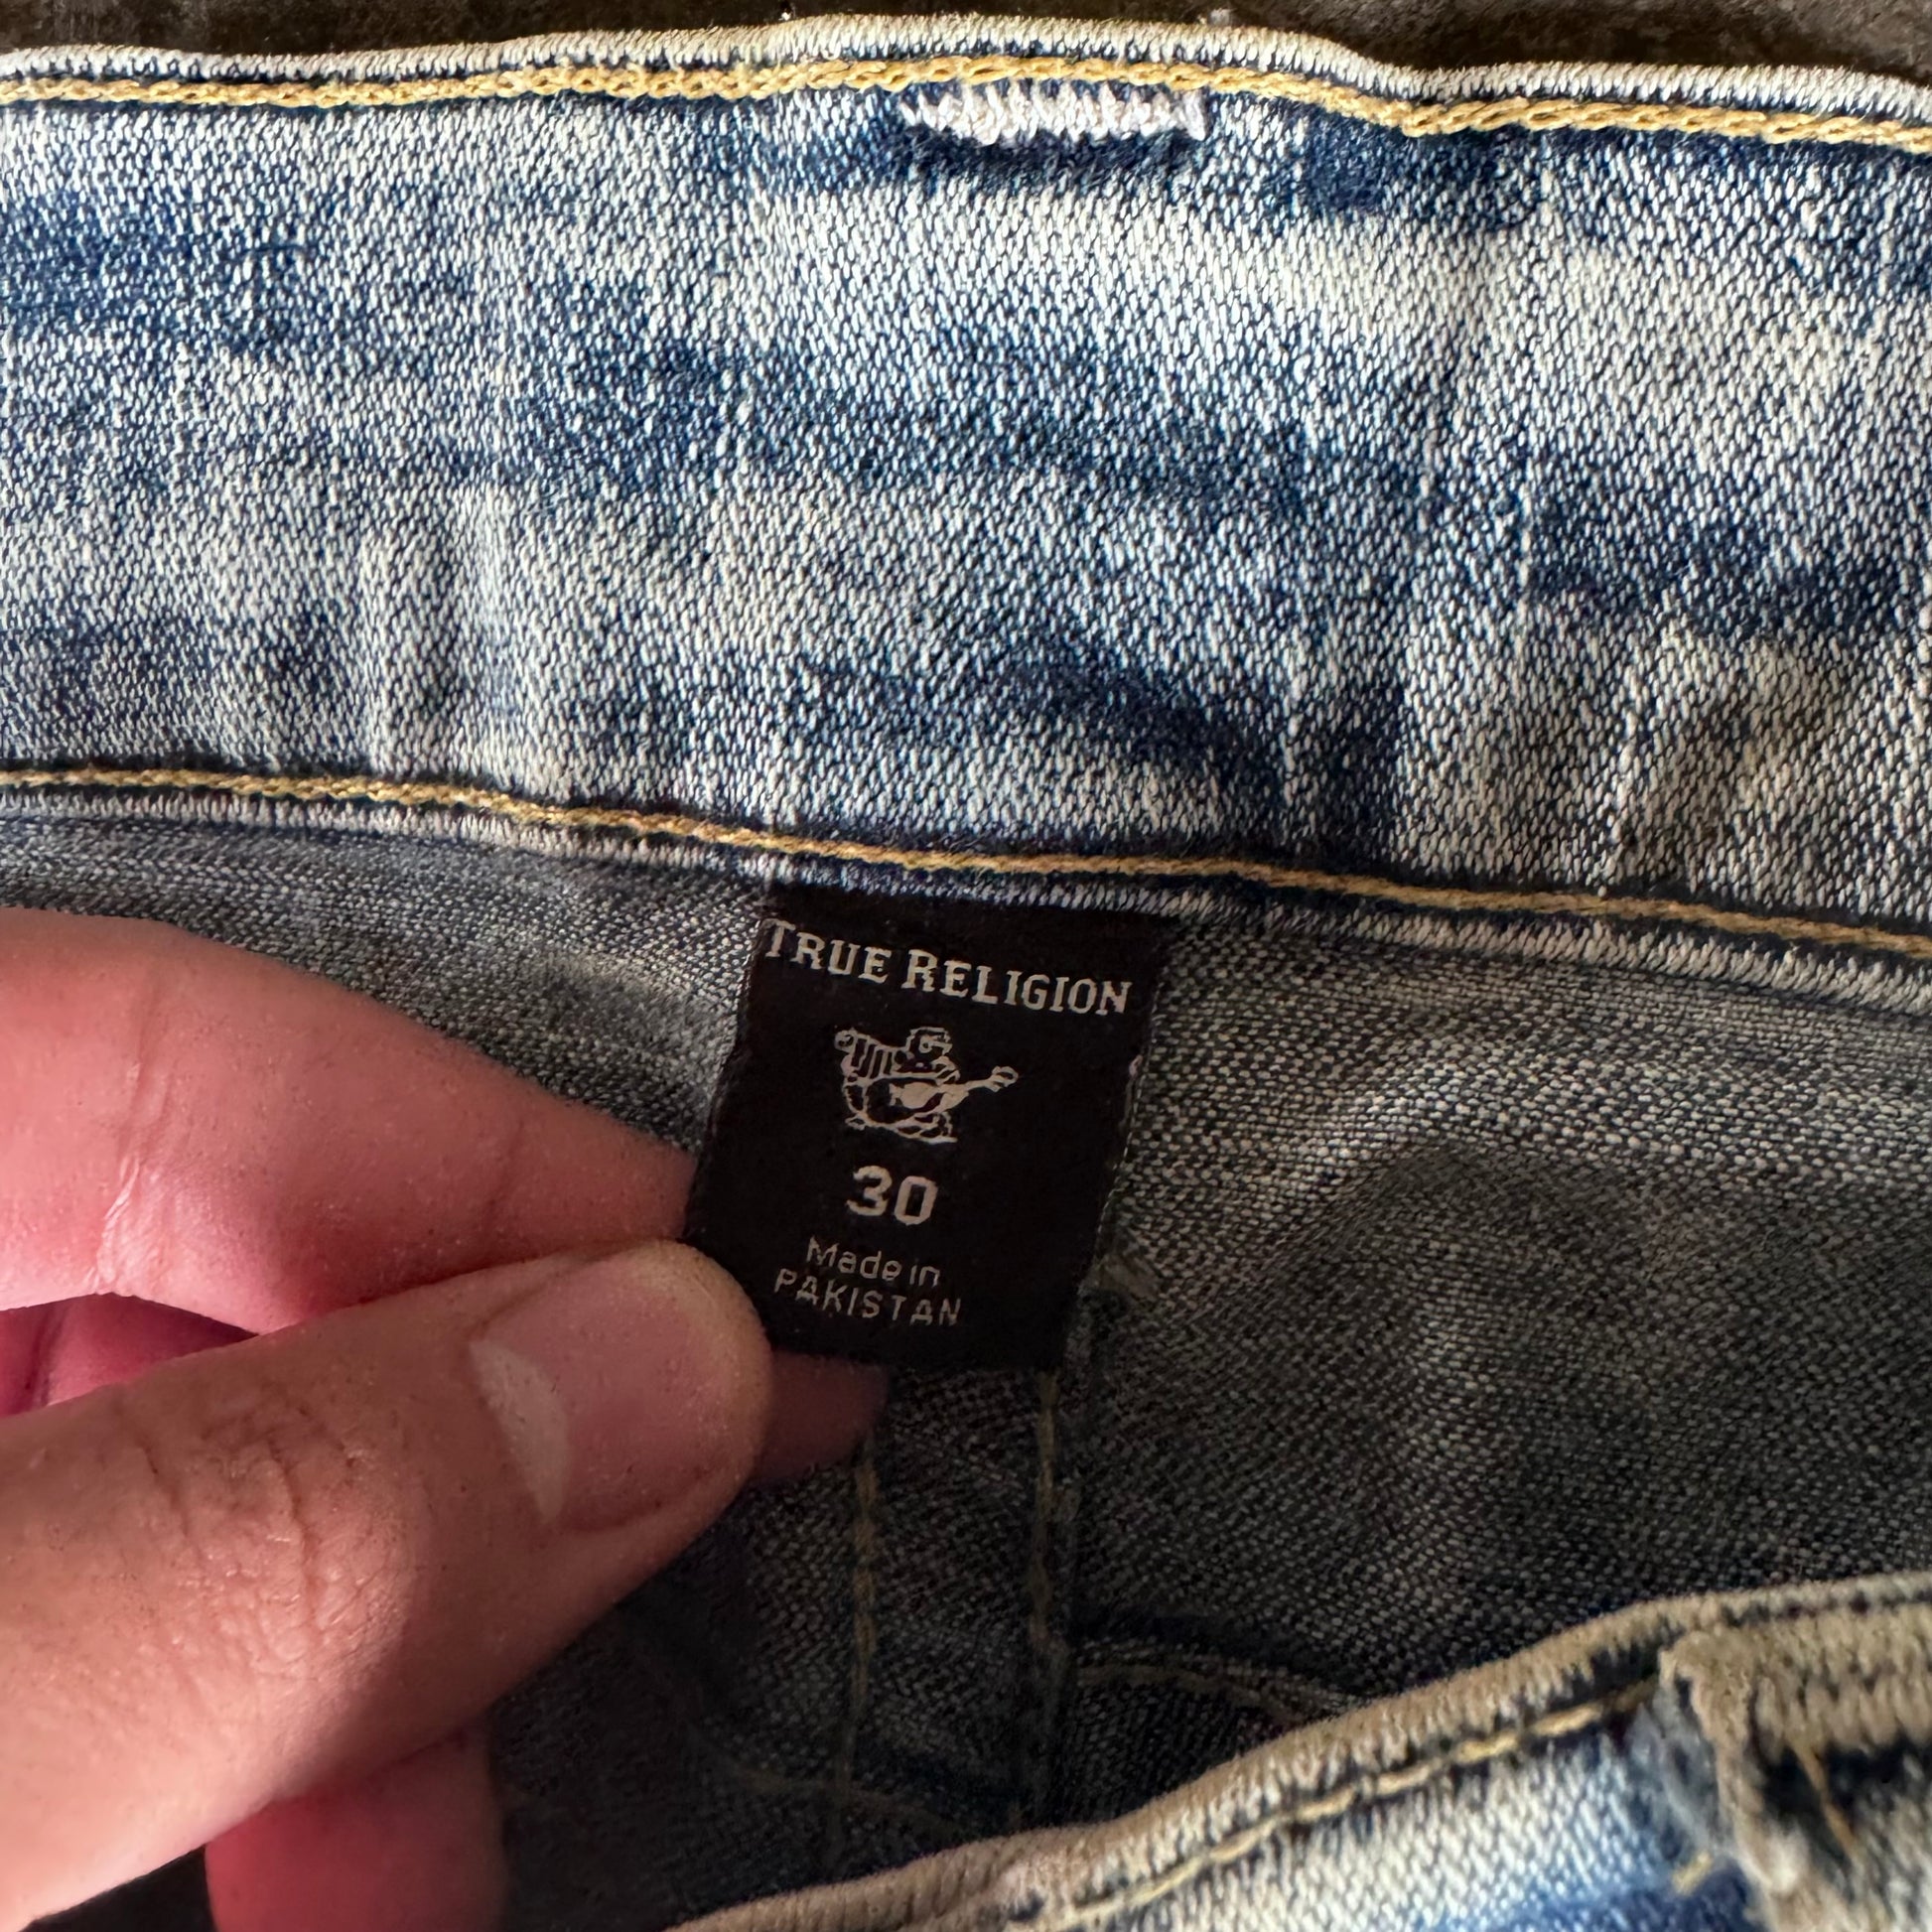 TRUE RELIGION
30
Made in
PAKISTAN